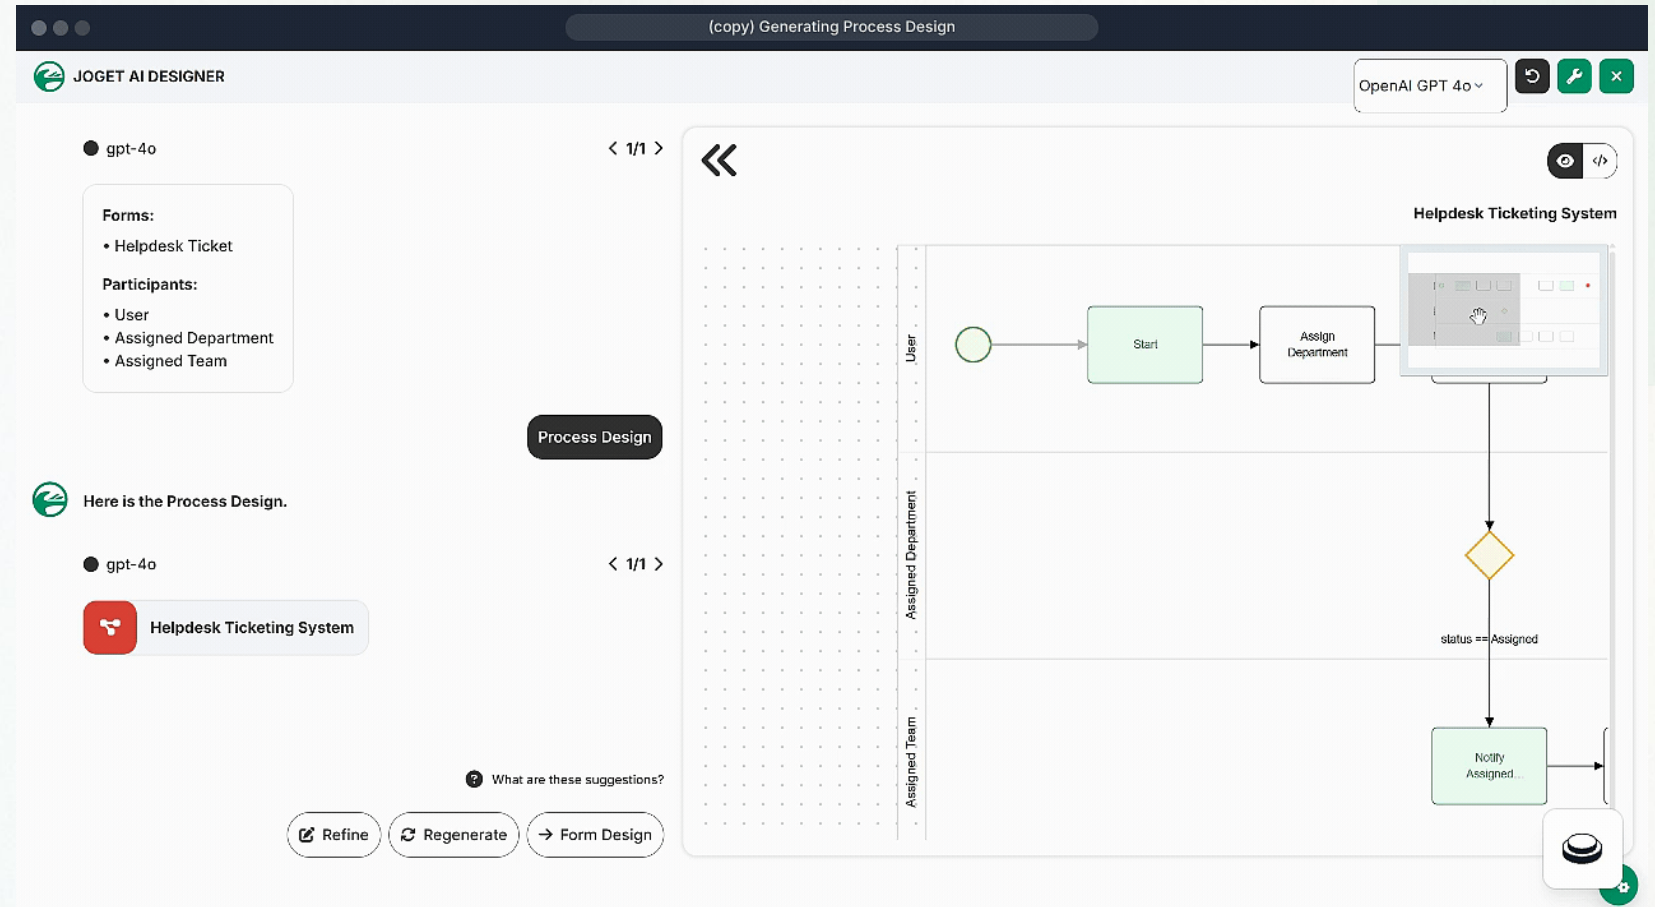 (copy) Generating Process Design
JOGET AI DESIGNER
OpenAI GPT 4o
gpt-4o
1/1
Forms:
• Helpdesk Ticket
Participants:
• User
• Assigned Department
• Assigned Team
Process Design
Here is the Process Design.
gpt-4o
1/1
Helpdesk Ticketing System
What are these suggestions?
Refine
Regenerate
Form Design
Helpdesk Ticketing System
User
Start
Assign
Department
Assigned Department
status == Assigned
Assigned Team
Notify
Assigned...